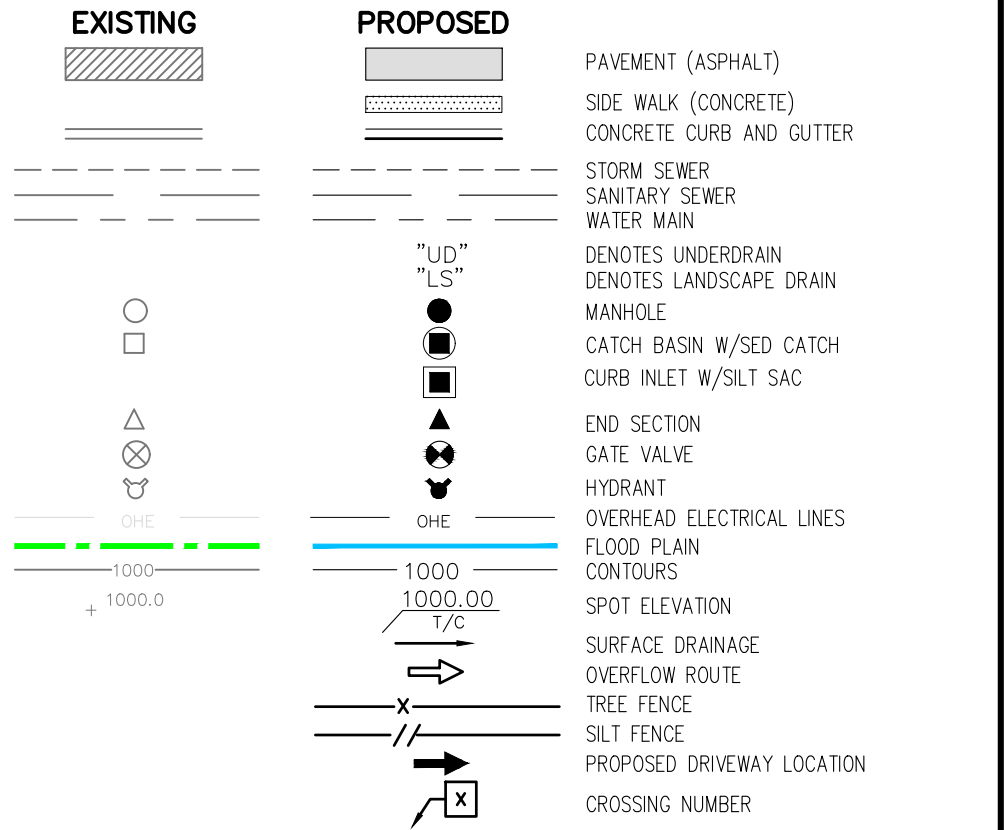 EXISTING PROPOSED
PAVEMENT (ASPHALT)
SIDE WALK (CONCRETE)
CONCRETE CURB AND GUTTER
STORM SEWER
SANITARY SEWER
WATER MAIN
"UD" DENOTES UNDERDRAIN
"LS" DENOTES LANDSCAPE DRAIN
MANHOLE
CATCH BASIN W/SED CATCH
CURB INLET W/SILT SAC
END SECTION
GATE VALVE
HYDRANT
OHE OHE OVERHEAD ELECTRICAL LINES
FLOOD PLAIN
1000 1000 CONTOURS
1000.0 1000.00 SPOT ELEVATION
T/C
SURFACE DRAINAGE
OVERFLOW ROUTE
X TREE FENCE
SILT FENCE
PROPOSED DRIVEWAY LOCATION
X CROSSING NUMBER